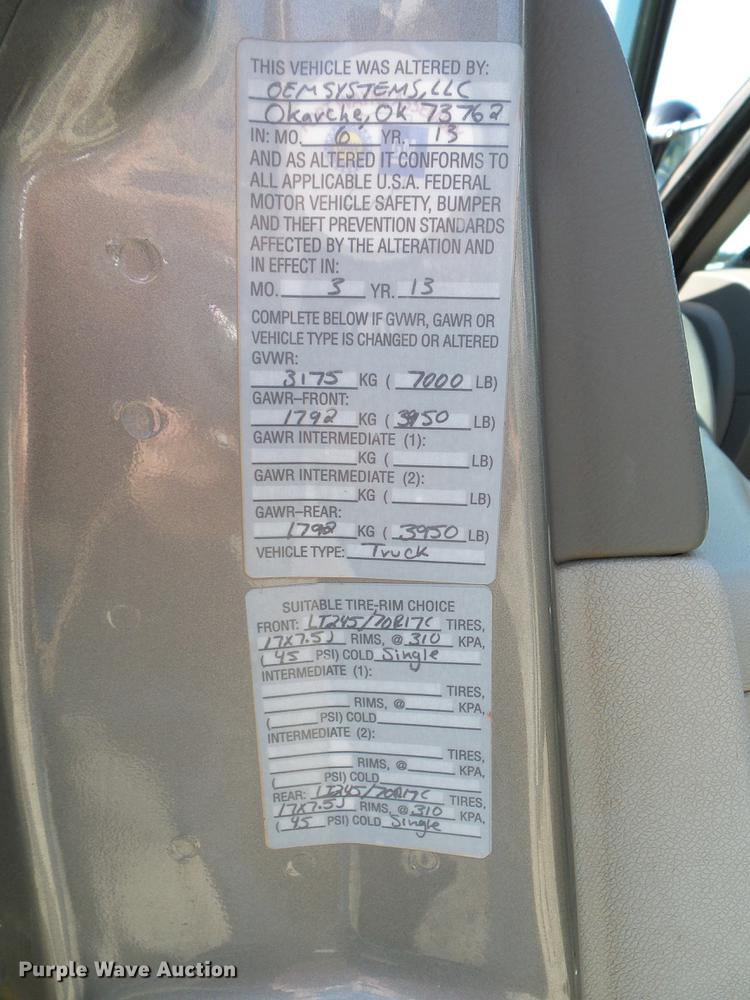 THIS VEHICLE WAS ALTERED BY:
OEM SYSTEMS, LLC
Okarche, OK 73762
IN: MO. 6 YR. 13
AND AS ALTERED IT CONFORMS TO
ALL APPLICABLE U.S.A. FEDERAL
MOTOR VEHICLE SAFETY, BUMPER
AND THEFT PREVENTION STANDARDS
AFFECTED BY THE ALTERATION AND
IN EFFECT IN:
MO. 3 YR. 13
COMPLETE BELOW IF GVWR, GAWR OR
VEHICLE TYPE IS CHANGED OR ALTERED
GVWR:
3175 KG ( 7000 LB)
GAWR–FRONT:
1792 KG ( 3950 LB)
GAWR INTERMEDIATE (1):
KG ( LB)
GAWR INTERMEDIATE (2):
KG ( LB)
GAWR–REAR:
1792 KG ( 3950 LB)
VEHICLE TYPE: Truck
SUITABLE TIRE-RIM CHOICE
FRONT: LT245/70R17C TIRES,
17X7.5J RIMS, @ 310 KPA,
( 45 PSI) COLD Single
INTERMEDIATE (1):
TIRES,
RIMS, @ KPA,
( PSI) COLD
INTERMEDIATE (2):
TIRES,
RIMS, @ KPA,
( PSI) COLD
REAR: LT245/70R17C TIRES,
17X7.5J RIMS, @ 310 KPA,
( 45 PSI) COLD Single
Purple Wave Auction